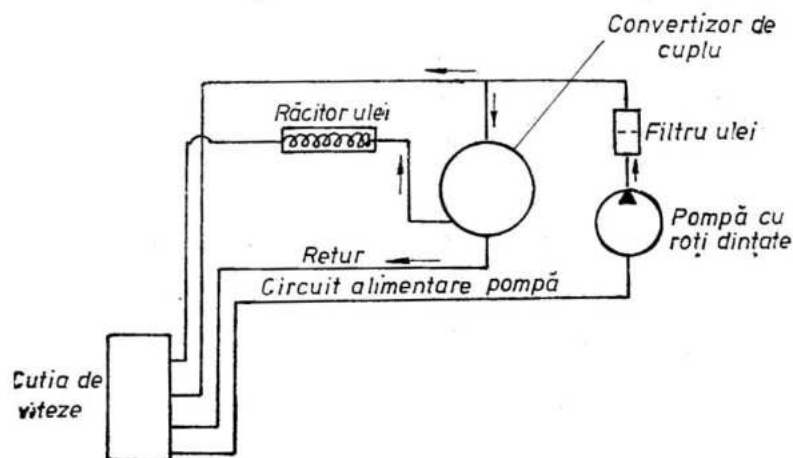 Convertizor de
cuplu
Răcitor ulei
Filtru ulei
Pompă cu
roți dințate
Retur
Circuit alimentare pompă
Cutia de
viteze